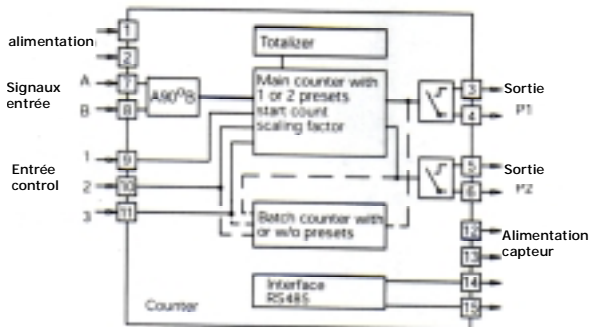 alimentation
1
2
Signaux
entrée
A
7
B
8
A90°B
Totalizer
Main counter with
1 or 2 presets
start count
scaling factor
3
Sortie
4
P1
Entrée
control
1
9
2
10
3
11
5
Sortie
6
P2
Batch counter with
or w/o presets
12
Alimentation
capteur
13
Interface
RS485
14
15
Counter